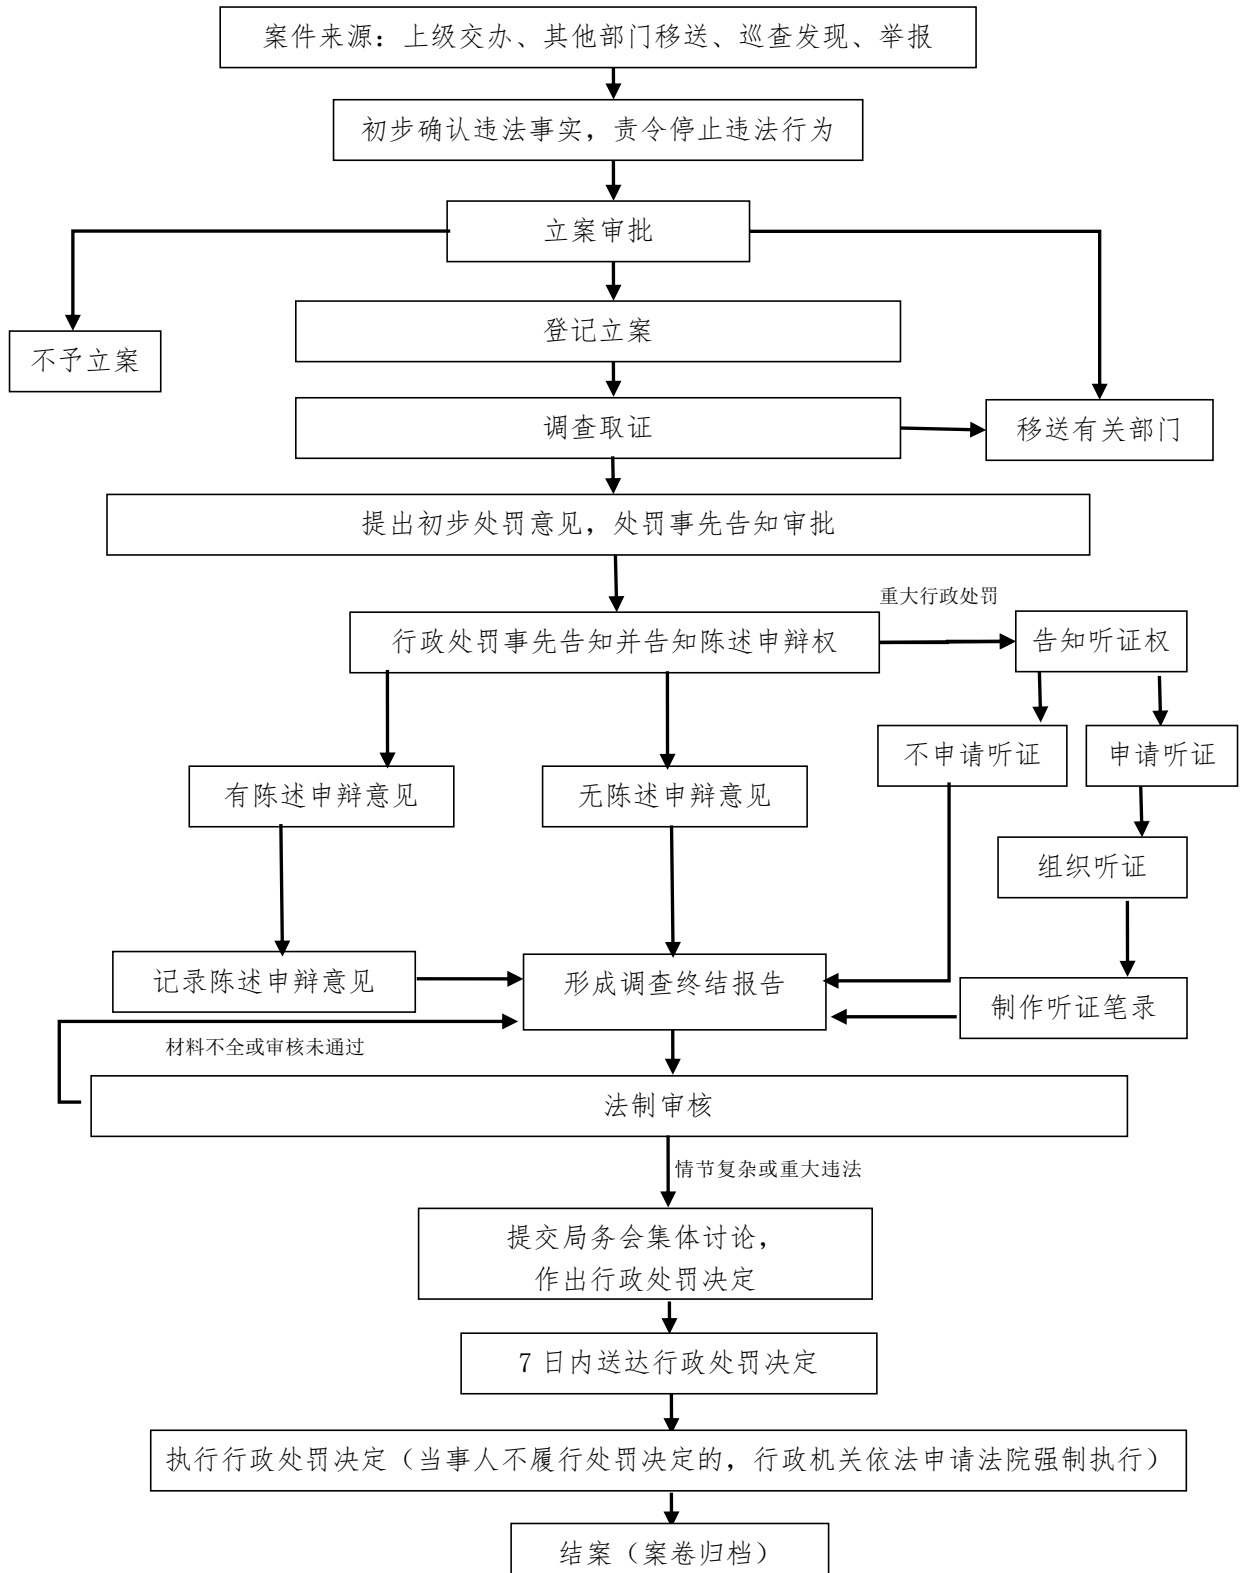 案件来源：上级交办、其他部门移送、巡查发现、举报
初步确认违法事实，责令停止违法行为
立案审批
登记立案
不予立案
调查取证
移送有关部门
提出初步处罚意见，处罚事先告知审批
重大行政处罚
行政处罚事先告知并告知陈述申辩权
告知听证权
不申请听证
申请听证
有陈述申辩意见
无陈述申辩意见
组织听证
记录陈述申辩意见
形成调查终结报告
制作听证笔录
材料不全或审核未通过
法制审核
情节复杂或重大违法
提交局务会集体讨论，
作出行政处罚决定
7 日内送达行政处罚决定
执行行政处罚决定（当事人不履行处罚决定的，行政机关依法申请法院强制执行）
结案（案卷归档）